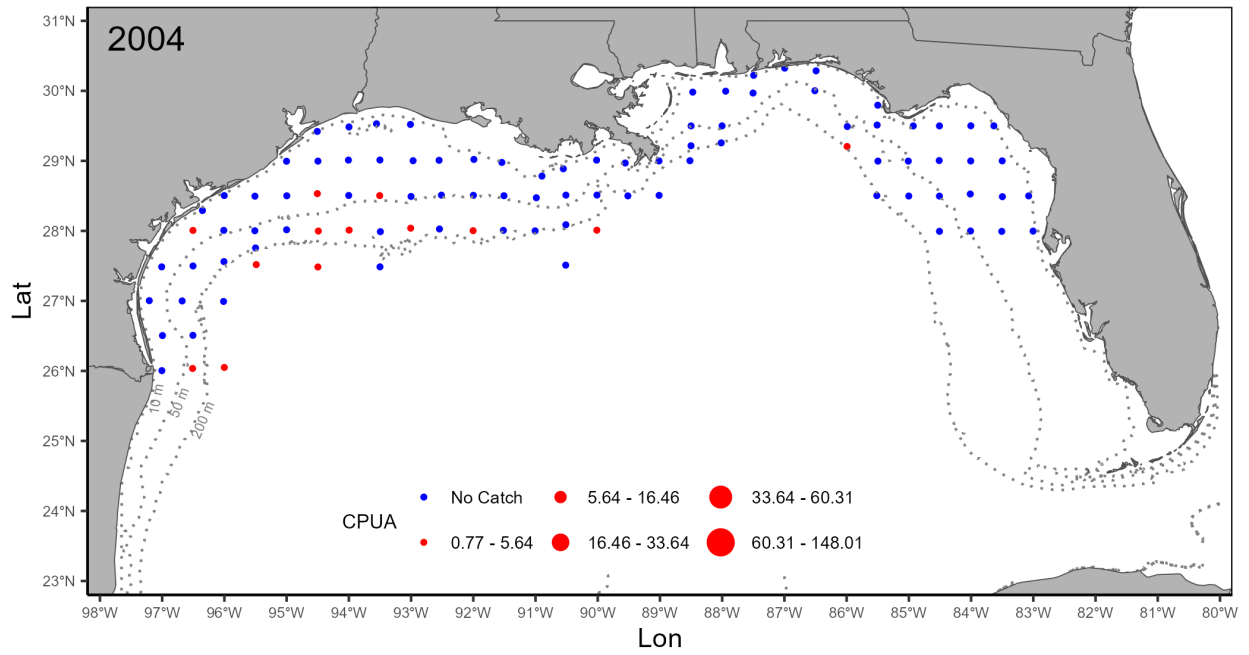 2004
31°N
30°N
29°N
28°N
27°N
26°N
25°N
24°N
23°N
Lat
10 m
50 m
200 m
CPUA
No Catch
5.64 - 16.46
33.64 - 60.31
0.77 - 5.64
16.46 - 33.64
60.31 - 148.01
98°W 97°W 96°W 95°W 94°W 93°W 92°W 91°W 90°W 89°W 88°W 87°W 86°W 85°W 84°W 83°W 82°W 81°W 80°W
Lon